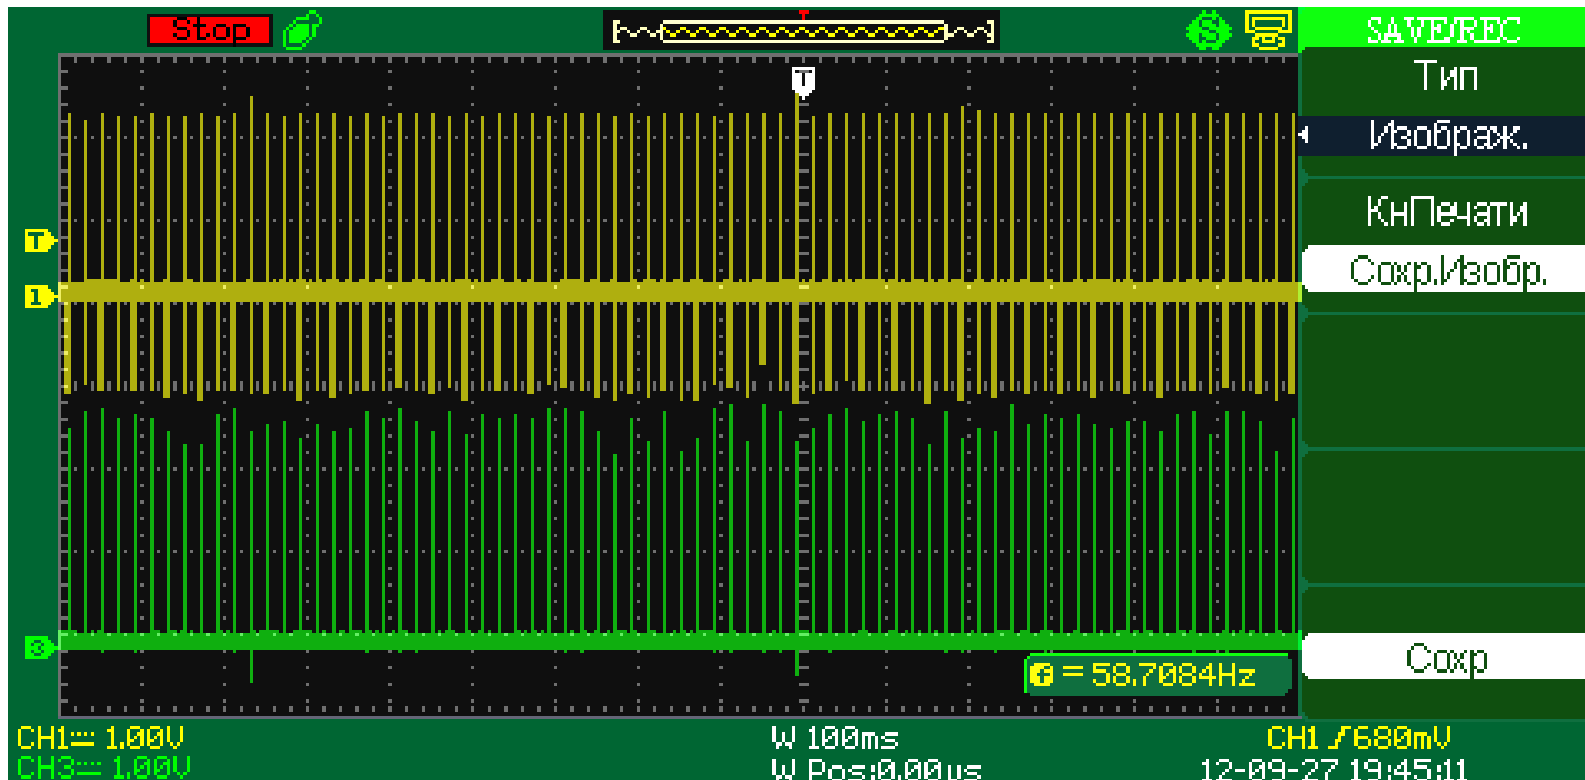 Stop
T
SAVE/REC
Тип
Изображ.
КнПечати
Сохр.Изобр.
T
1
3
f = 58.7084Hz
Сохр
CH1 1.00V
W 100ms
CH1 680mV
CH3 1.00V
W Pos:0.00µs
12-09-27 19:45:11